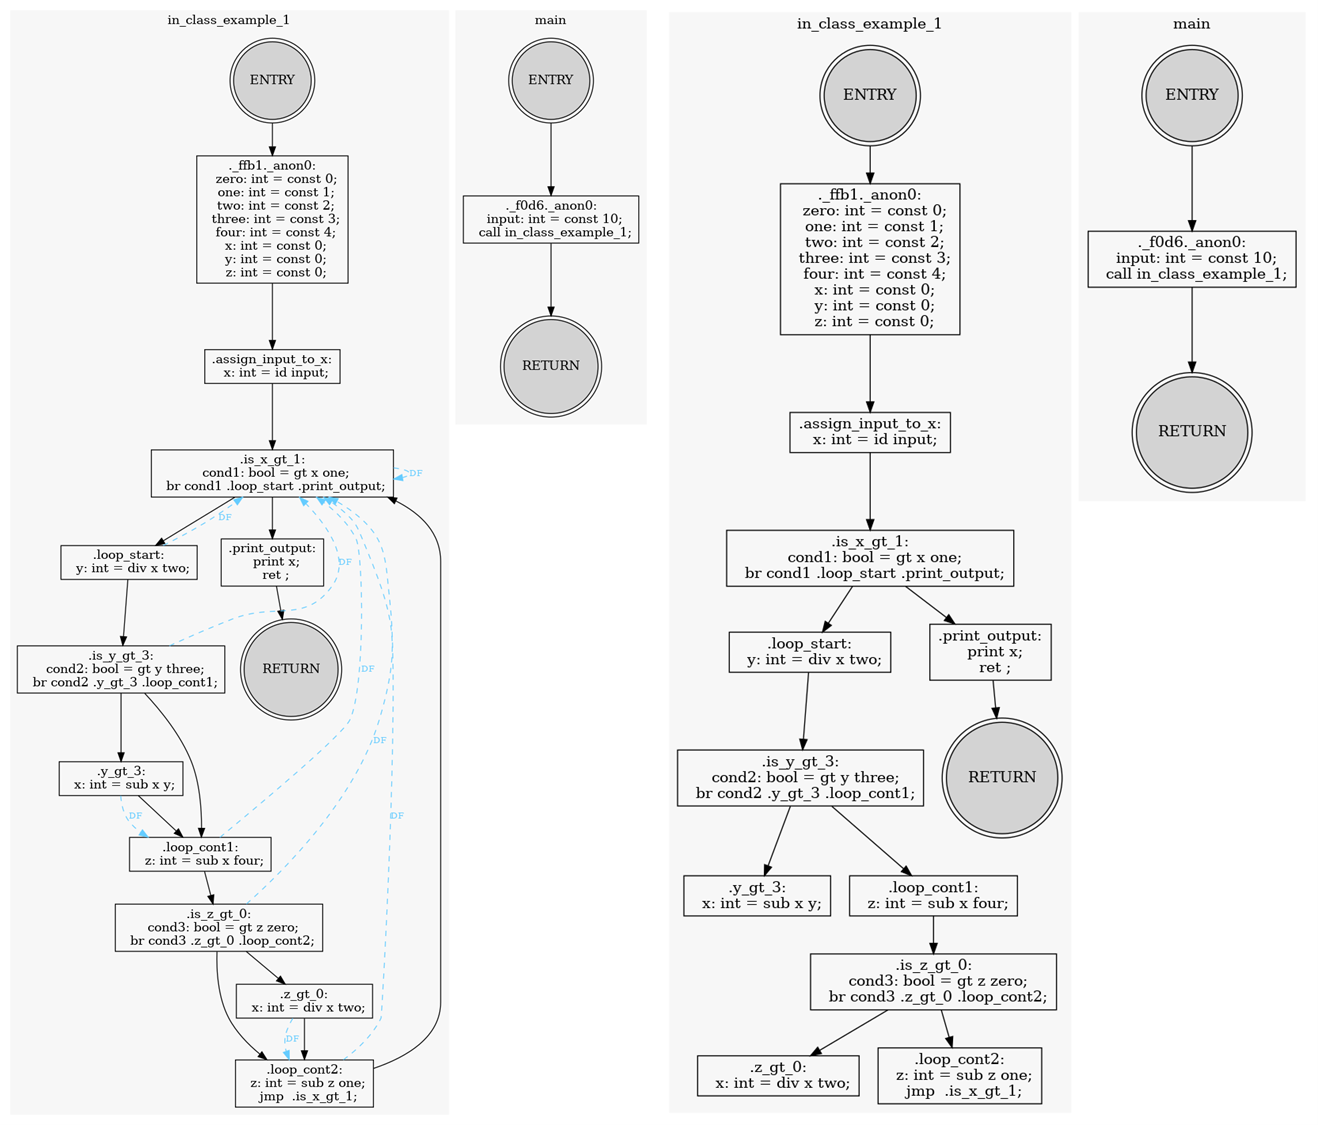 in_class_example_1
ENTRY
._ffb1._anon0:
zero: int = const 0;
one: int = const 1;
two: int = const 2;
three: int = const 3;
four: int = const 4;
x: int = const 0;
y: int = const 0;
z: int = const 0;
.assign_input_to_x:
x: int = id input;
.is_x_gt_1:
cond1: bool = gt x one;
br cond1 .loop_start .print_output;
DF
DF
.loop_start:
y: int = div x two;
.print_output:
print x;
ret ;
DF
.is_y_gt_3:
cond2: bool = gt y three;
br cond2 .y_gt_3 .loop_cont1;
RETURN
DF
DF
.y_gt_3:
x: int = sub x y;
DF
DF
.loop_cont1:
z: int = sub x four;
.is_z_gt_0:
cond3: bool = gt z zero;
br cond3 .z_gt_0 .loop_cont2;
.z_gt_0:
x: int = div x two;
DF
.loop_cont2:
z: int = sub z one;
jmp  .is_x_gt_1;
main
ENTRY
._f0d6._anon0:
input: int = const 10;
call in_class_example_1;
RETURN
in_class_example_1
ENTRY
._ffb1._anon0:
zero: int = const 0;
one: int = const 1;
two: int = const 2;
three: int = const 3;
four: int = const 4;
x: int = const 0;
y: int = const 0;
z: int = const 0;
.assign_input_to_x:
x: int = id input;
.is_x_gt_1:
cond1: bool = gt x one;
br cond1 .loop_start .print_output;
.loop_start:
y: int = div x two;
.print_output:
print x;
ret ;
.is_y_gt_3:
cond2: bool = gt y three;
br cond2 .y_gt_3 .loop_cont1;
RETURN
.y_gt_3:
x: int = sub x y;
.loop_cont1:
z: int = sub x four;
.is_z_gt_0:
cond3: bool = gt z zero;
br cond3 .z_gt_0 .loop_cont2;
.z_gt_0:
x: int = div x two;
.loop_cont2:
z: int = sub z one;
jmp  .is_x_gt_1;
main
ENTRY
._f0d6._anon0:
input: int = const 10;
call in_class_example_1;
RETURN